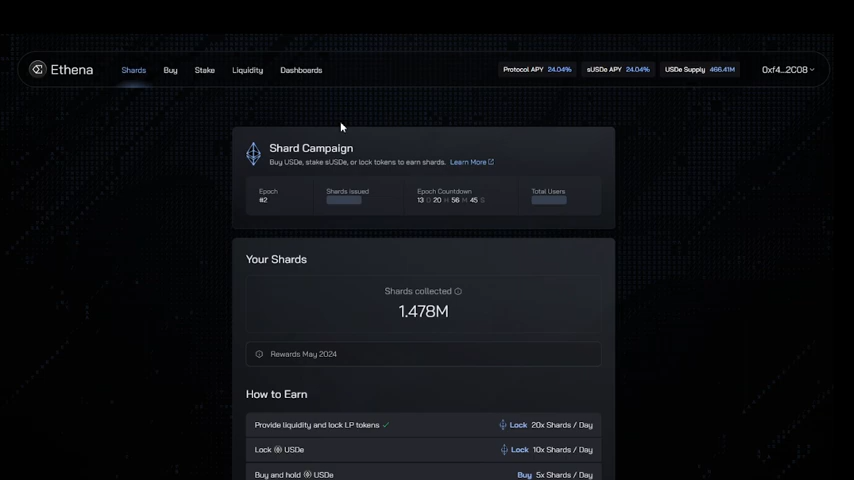 Ethena
Shards
Buy
Stake
Liquidity
Dashboards
Protocol APY 24.04%
sUSDe APY 24.04%
USDe Supply 466.41M
0xf4...2C08
Shard Campaign
Buy USDe, stake sUSDe, or lock tokens to earn shards. Learn More
Epoch
#2
Shards Issued
Epoch Countdown
13 D 20 H 56 M 45 S
Total Users
Your Shards
Shards collected
1.478M
Rewards May 2024
How to Earn
Provide liquidity and lock LP tokens
Lock 20x Shards / Day
Lock USDe
Lock 10x Shards / Day
Buy and hold USDe
Buy 5x Shards / Day